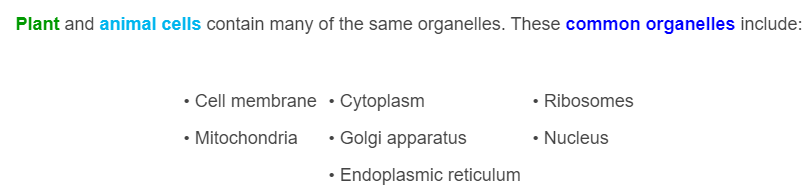 Plant and animal cells contain many of the same organelles. These common organelles include:
• Cell membrane • Cytoplasm • Ribosomes
• Mitochondria • Golgi apparatus • Nucleus
• Endoplasmic reticulum